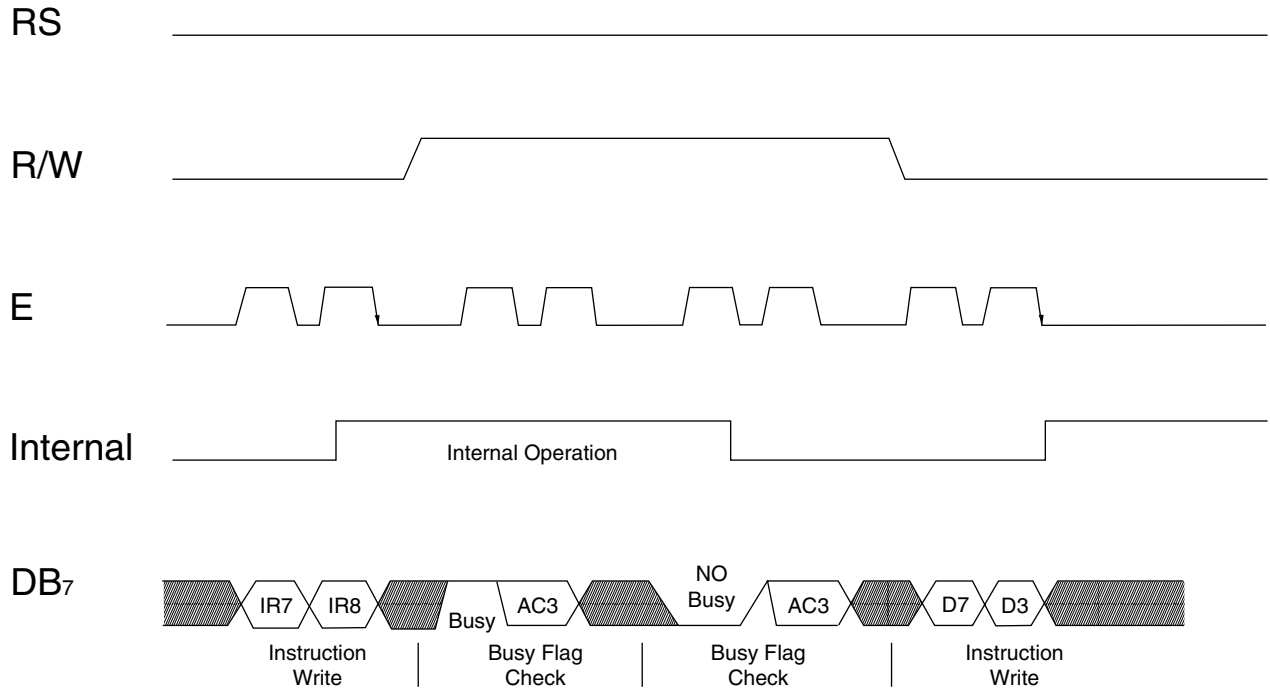 RS
R/W
E
Internal
Internal Operation
DB7
IR7
IR8
Busy
AC3
NO
Busy
AC3
D7
D3
Instruction
Write
Busy Flag
Check
Busy Flag
Check
Instruction
Write